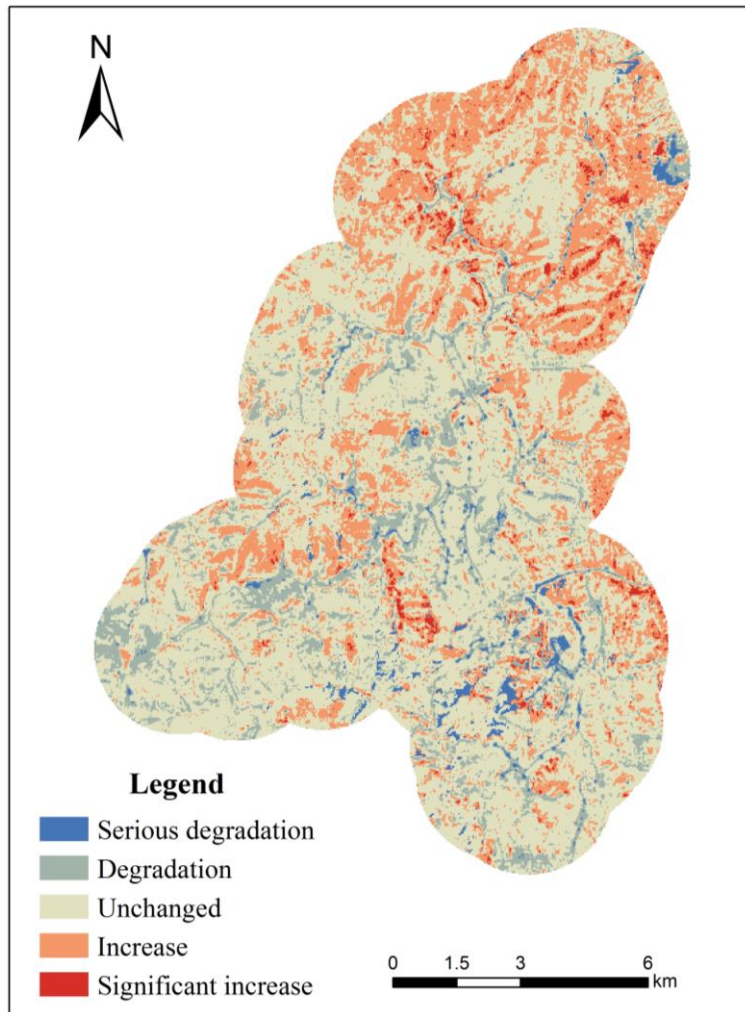 N
Legend
Serious degradation
Degradation
Unchanged
Increase
Significant increase
0 1.5 3 6
km